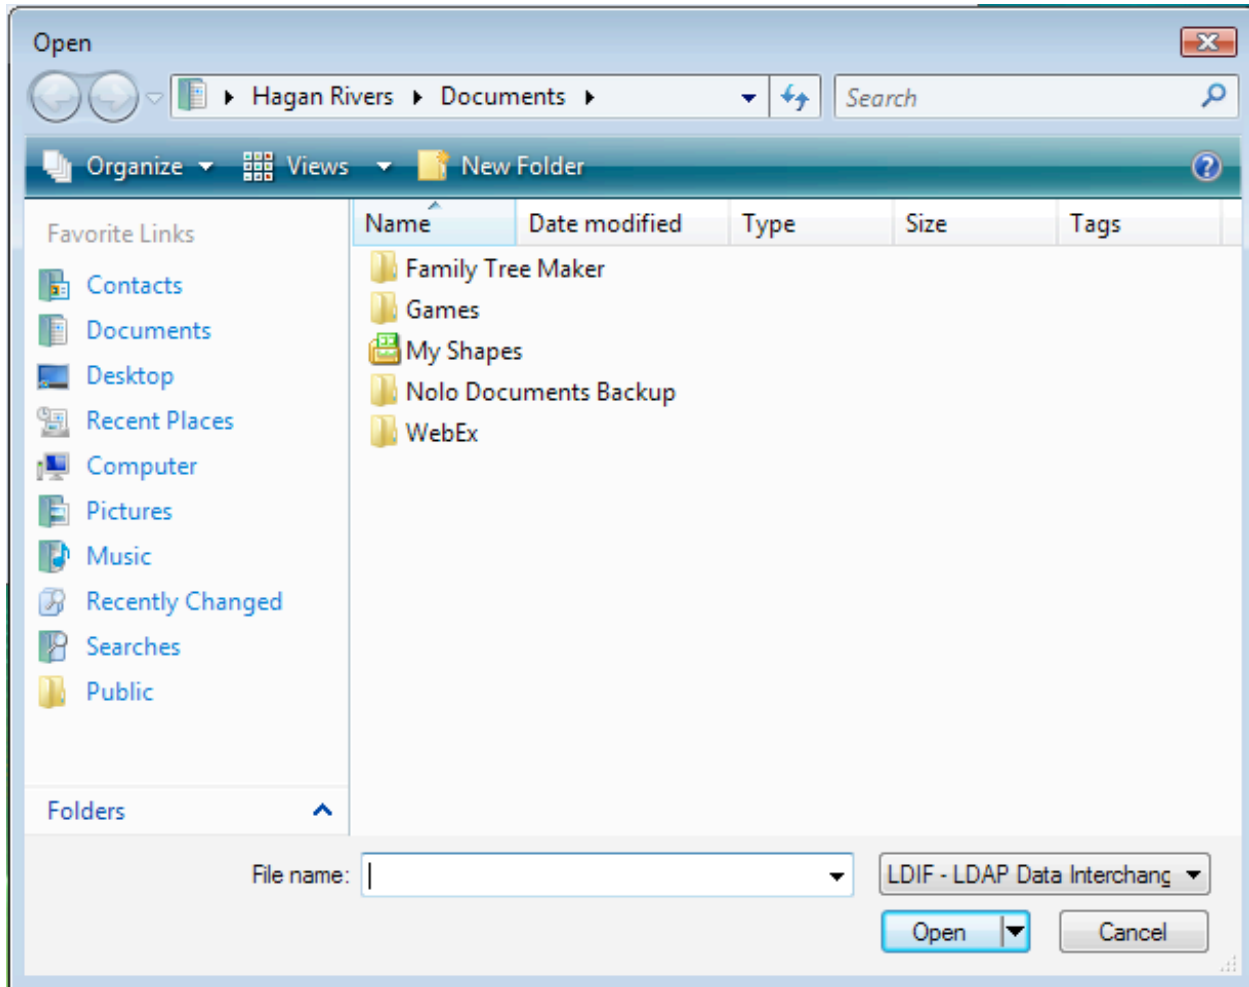 Open
Hagan Rivers Documents
Search
Organize Views New Folder
Favorite Links
Contacts
Documents
Desktop
Recent Places
Computer
Pictures
Music
Recently Changed
Searches
Public
Folders
Name Date modified Type Size Tags
Family Tree Maker
Games
My Shapes
Nolo Documents Backup
WebEx
File name:
LDIF - LDAP Data Interchang
Open Cancel